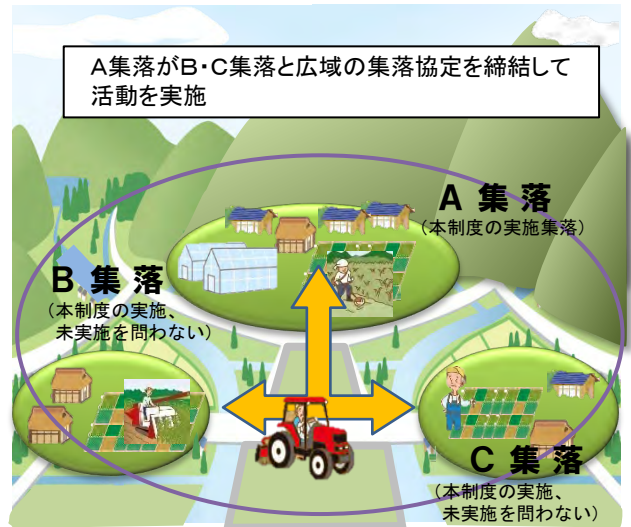 A集落がB・C集落と広域の集落協定を締結して
活動を実施
A 集 落
（本制度の実施集落）
B 集 落
（本制度の実施、
未実施を問わない）
C 集 落
（本制度の実施、
未実施を問わない）